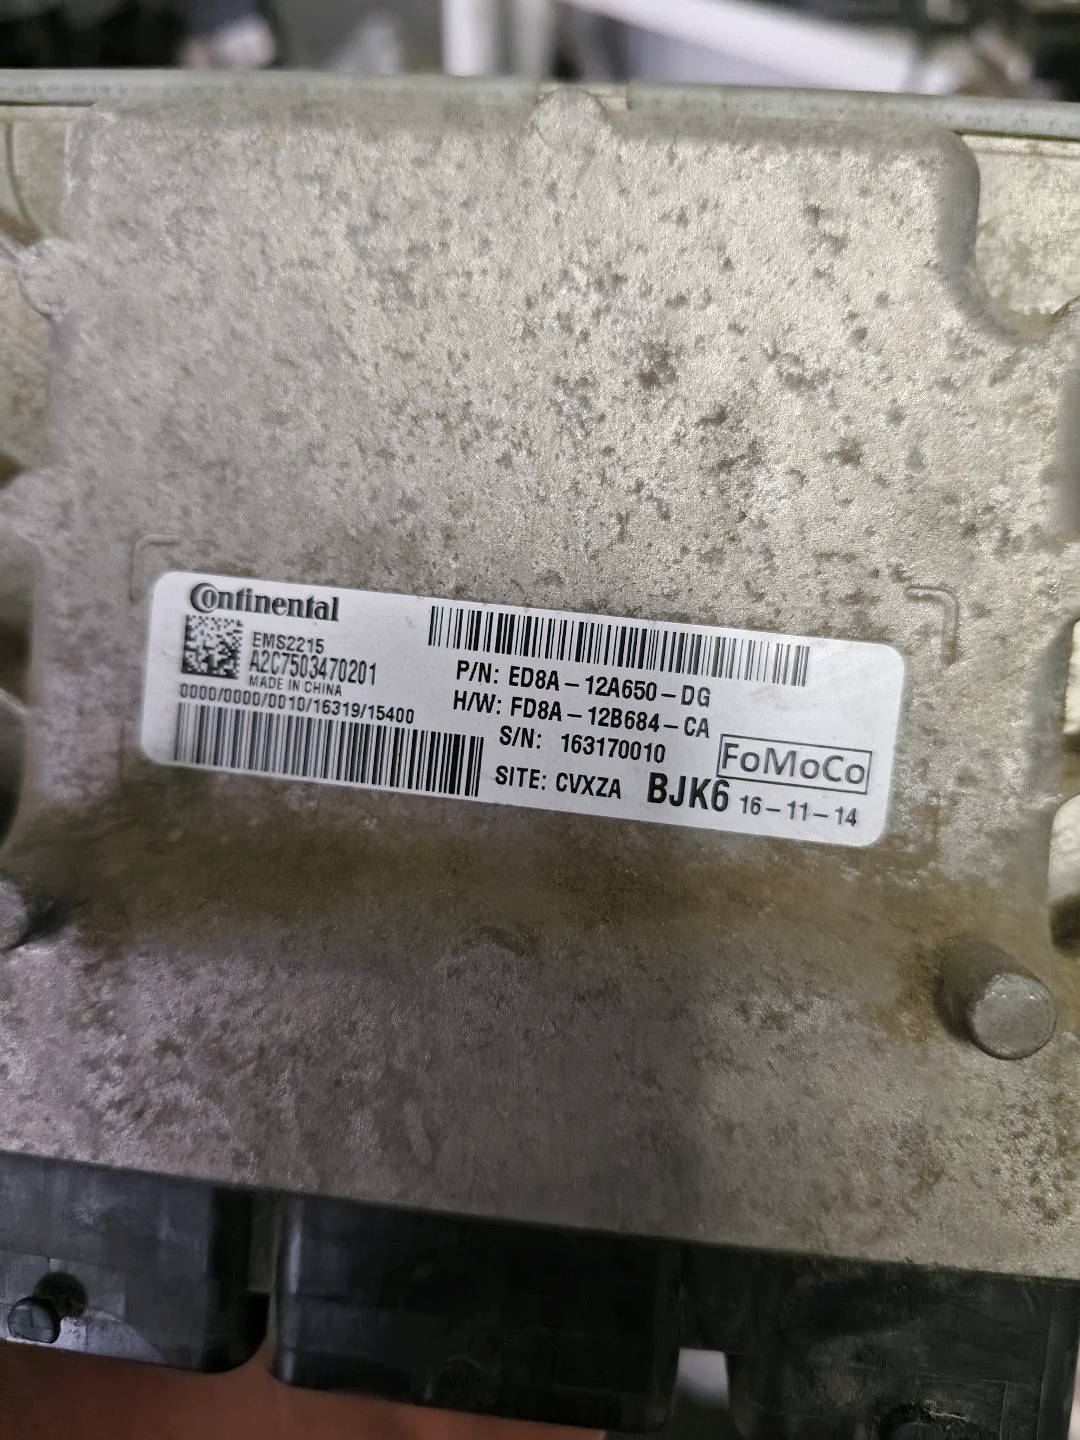 Continental
EMS2215
A2C7503470201
MADE IN CHINA
0000/0000/0010/16319/15400
P/N: ED8A-12A650-DG
H/W: FD8A-12B684-CA
S/N: 163170010
FoMoCo
SITE: CVXZA BJK6 16-11-14